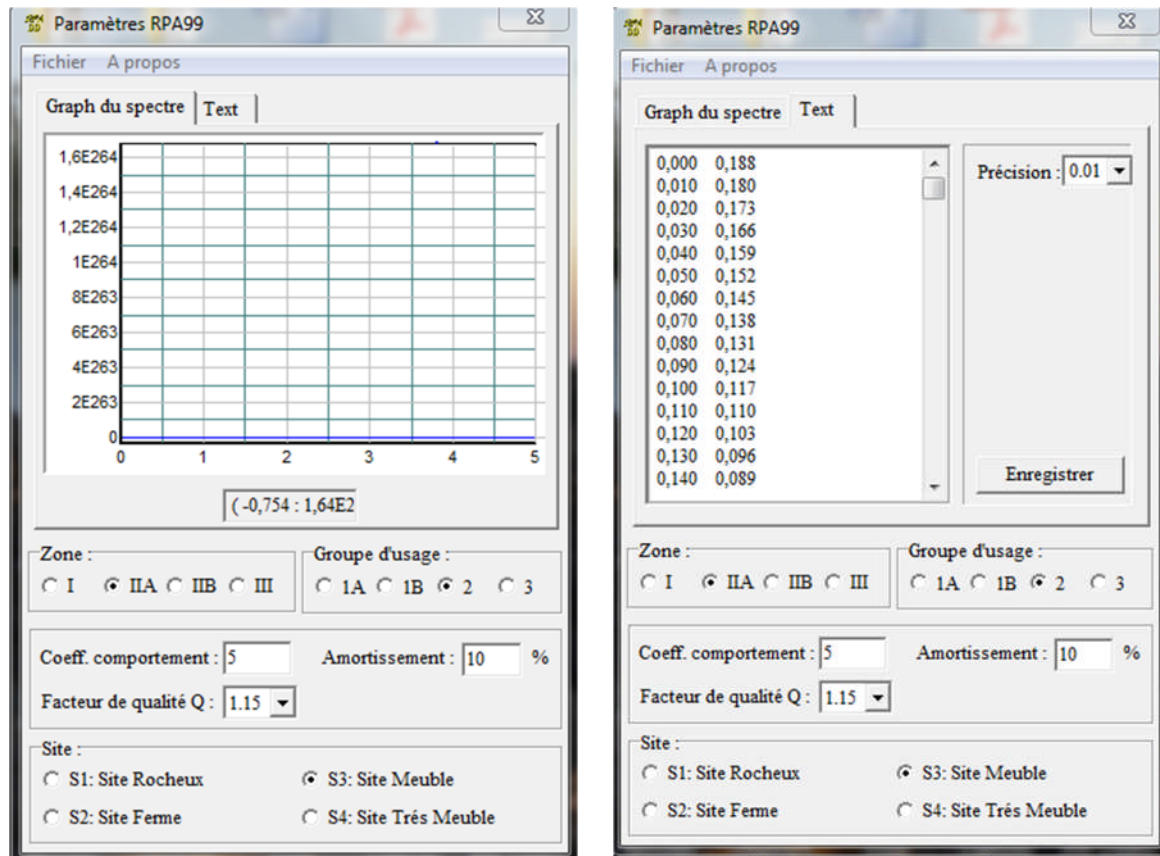 Paramètres RPA99
Fichier A propos
Graph du spectre Text
1,6E264
1,4E264
1,2E264
1E264
8E263
6E263
4E263
2E263
0
0 1 2 3 4 5
( -0,754 : 1,64E2
Zone :
I IIA IIB III
Groupe d'usage :
1A 1B 2 3
Coeff. comportement : 5 Amortissement : 10 %
Facteur de qualité Q : 1.15
Site :
S1: Site Rocheux S3: Site Meuble
S2: Site Ferme S4: Site Trés Meuble
Paramètres RPA99
Fichier A propos
Graph du spectre Text
0,000 0,188
0,010 0,180
0,020 0,173
0,030 0,166
0,040 0,159
0,050 0,152
0,060 0,145
0,070 0,138
0,080 0,131
0,090 0,124
0,100 0,117
0,110 0,110
0,120 0,103
0,130 0,096
0,140 0,089
Précision : 0.01
Enregistrer
Zone :
I IIA IIB III
Groupe d'usage :
1A 1B 2 3
Coeff. comportement : 5 Amortissement : 10 %
Facteur de qualité Q : 1.15
Site :
S1: Site Rocheux S3: Site Meuble
S2: Site Ferme S4: Site Trés Meuble